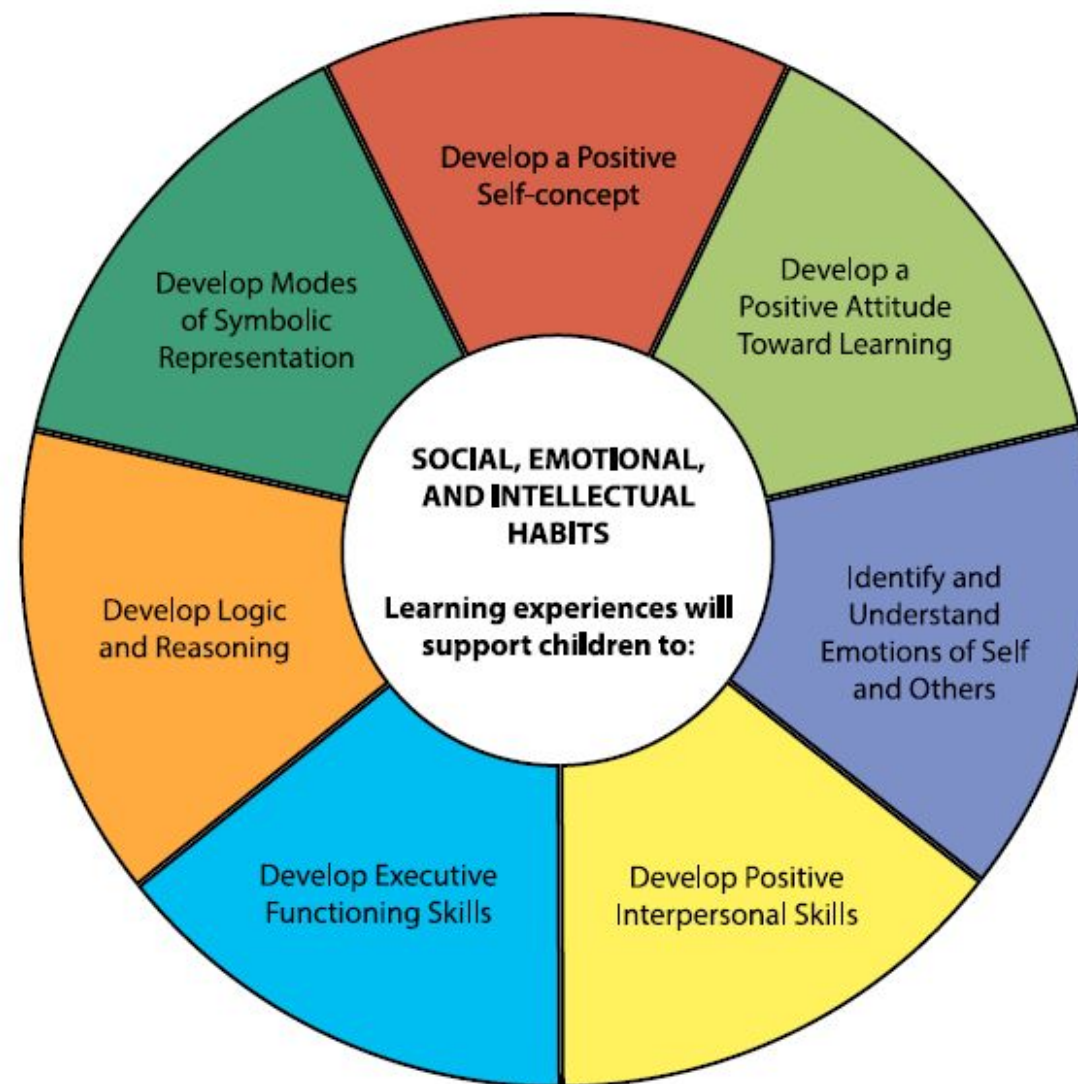 Develop a Positive
Self-concept
Develop a
Positive Attitude
Toward Learning
Identify and
Understand
Emotions of Self
and Others
Develop Positive
Interpersonal Skills
Develop Executive
Functioning Skills
Develop Logic
and Reasoning
Develop Modes
of Symbolic
Representation
SOCIAL, EMOTIONAL,
AND INTELLECTUAL
HABITS
Learning experiences will
support children to: